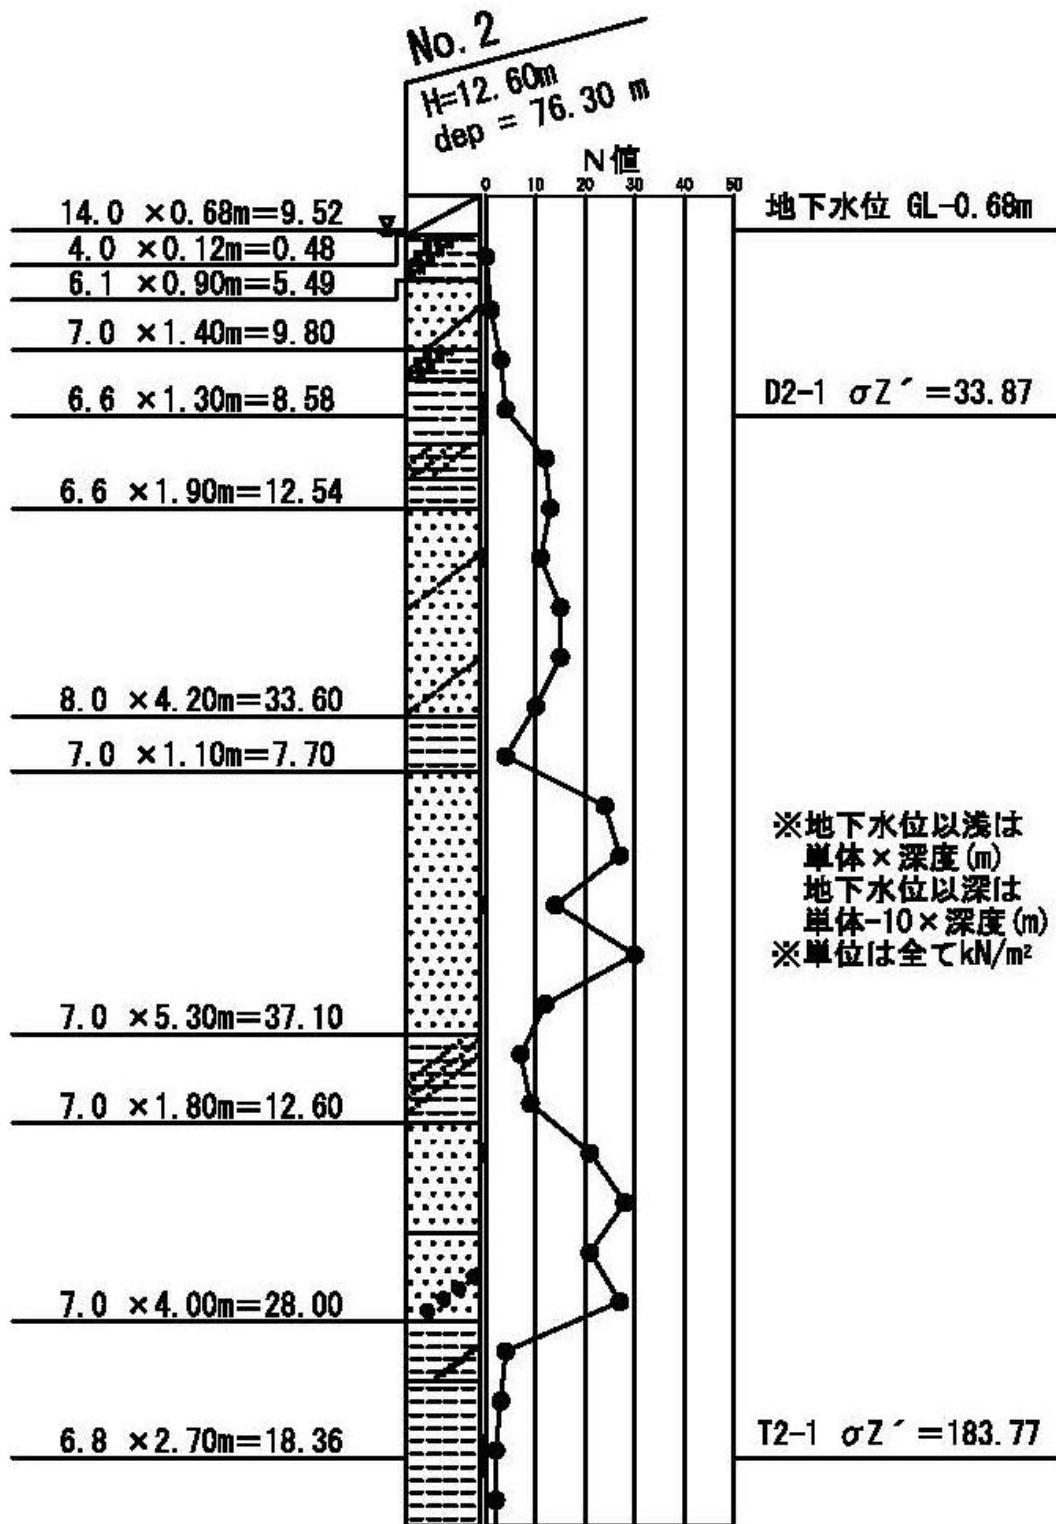 No. 2
H=12.60m
dep = 76.30 m
N値
0 10 20 30 40 50
14.0 ×0.68m=9.52
地下水位 GL-0.68m
4.0 ×0.12m=0.48
6.1 ×0.90m=5.49
7.0 ×1.40m=9.80
6.6 ×1.30m=8.58
D2-1 σZ´=33.87
6.6 ×1.90m=12.54
8.0 ×4.20m=33.60
7.0 ×1.10m=7.70
※地下水位以浅は
単体×深度(m)
地下水位以深は
単体-10×深度(m)
※単位は全てkN/m²
7.0 ×5.30m=37.10
7.0 ×1.80m=12.60
7.0 ×4.00m=28.00
6.8 ×2.70m=18.36
T2-1 σZ´=183.77